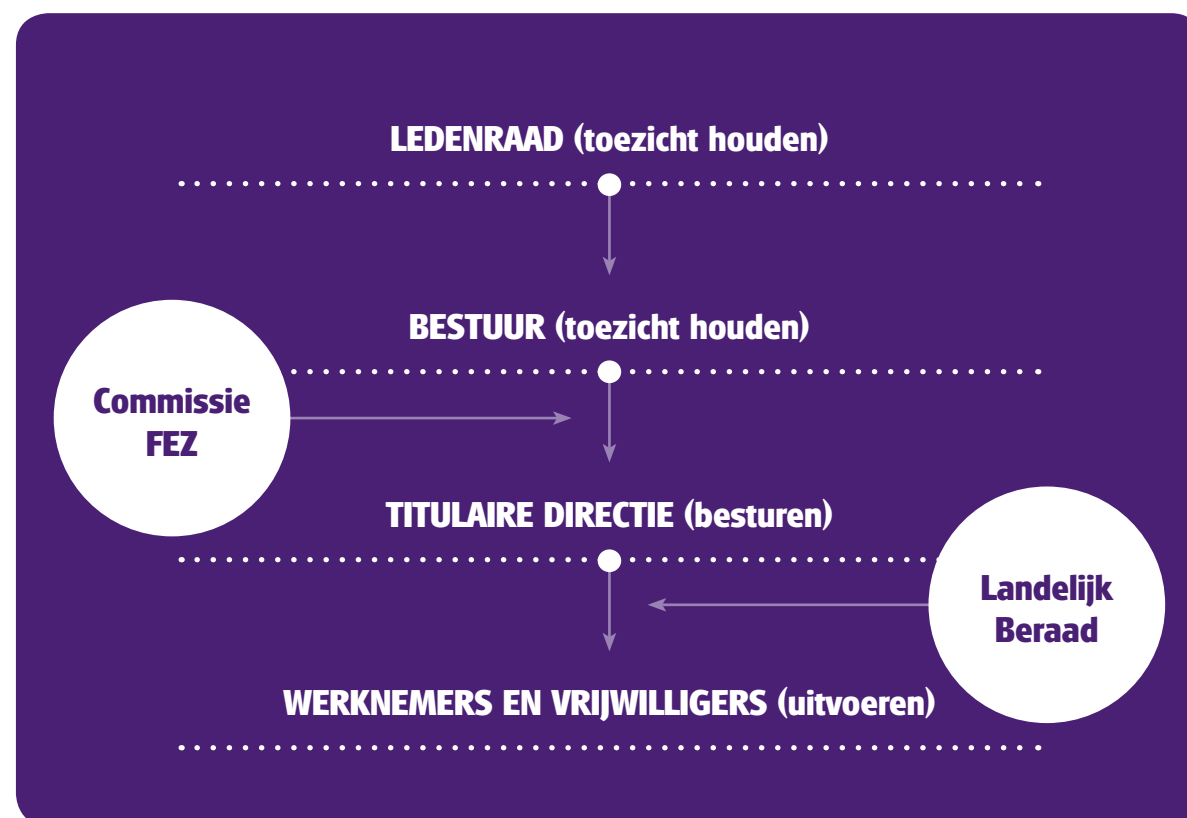 LEDENRAAD (toezicht houden)
BESTUUR (toezicht houden)
Commissie
FEZ
TITULAIRE DIRECTIE (besturen)
Landelijk
Beraad
WERKNEMERS EN VRIJWILLIGERS (uitvoeren)